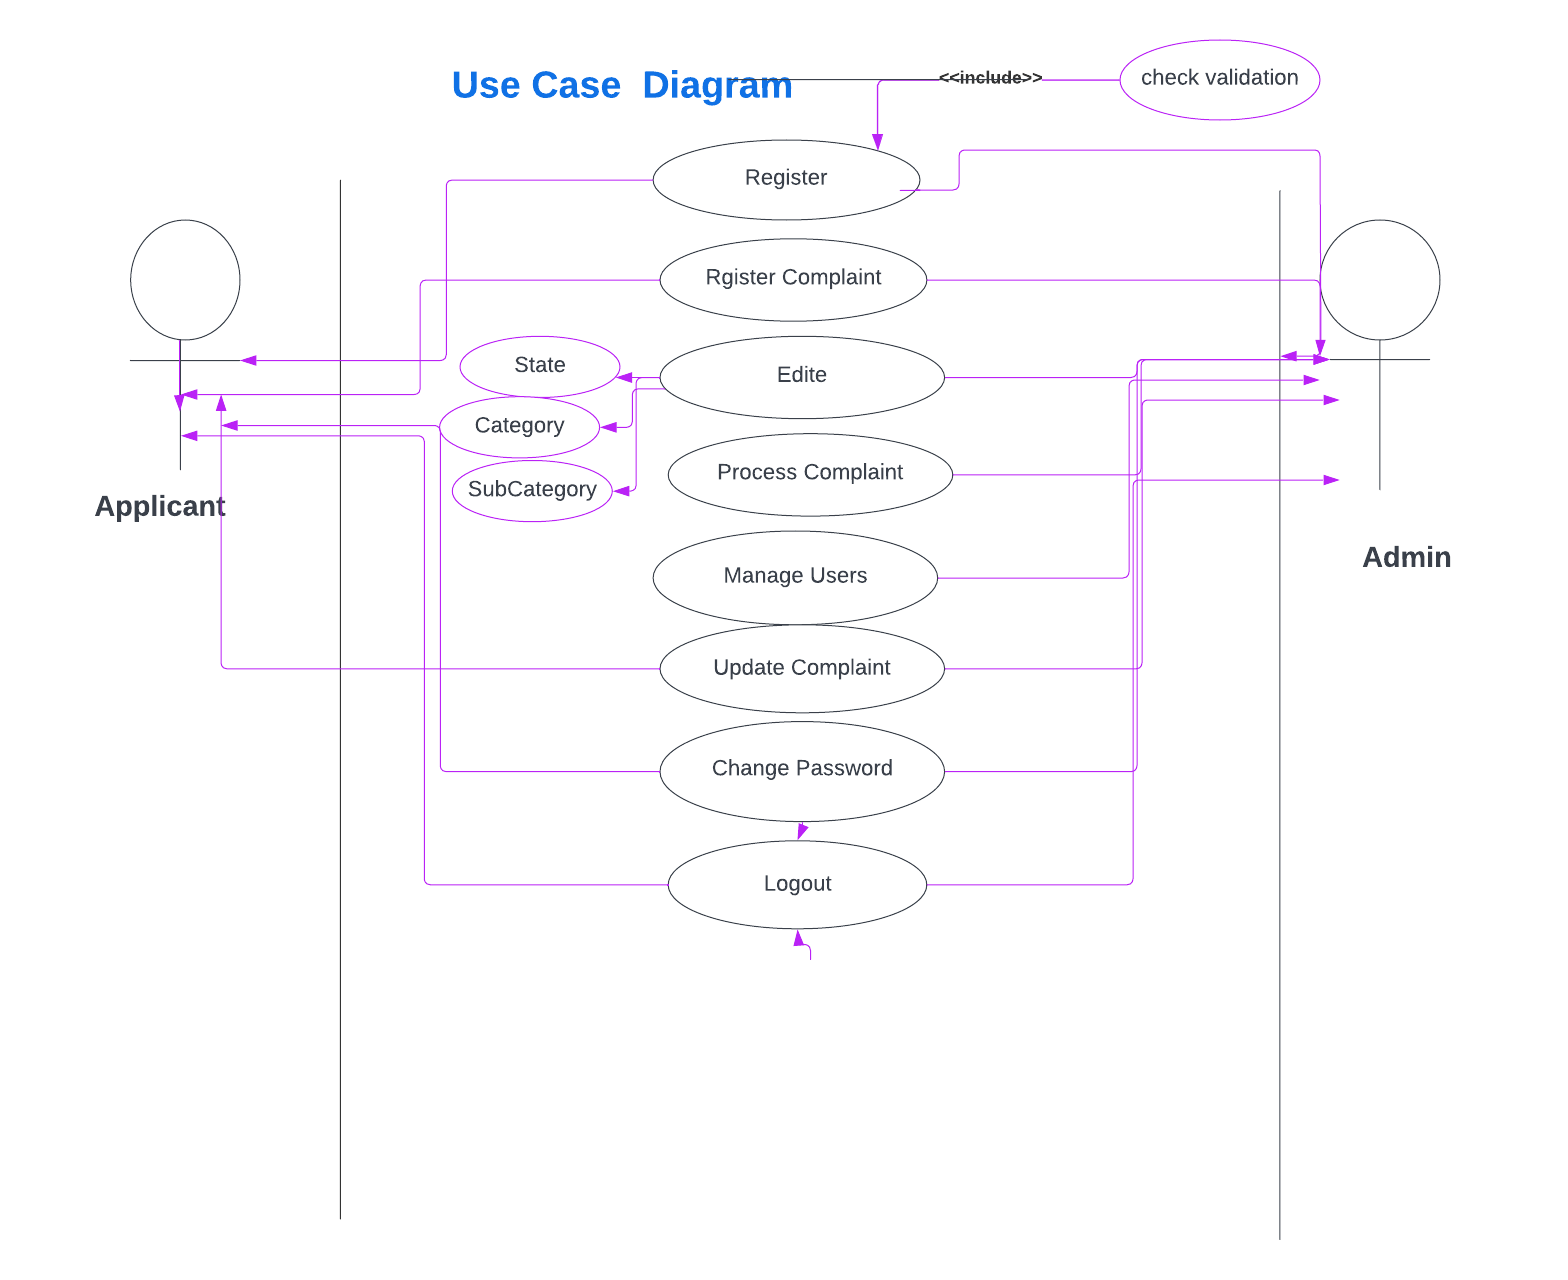 Use Case  Diagram
<<include>>
check validation
Register
Rgister Complaint
State
Edite
Category
Process Complaint
SubCategory
Applicant
Admin
Manage Users
Update Complaint
Change Password
Logout